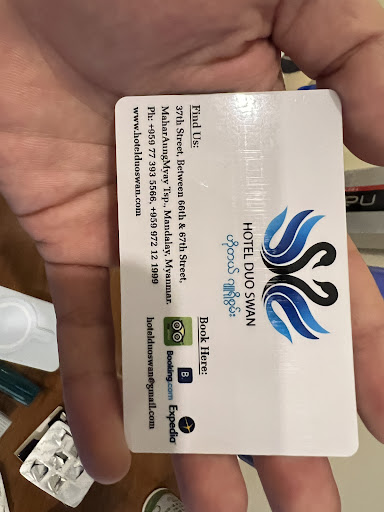 HOTEL DUO SWAN
Find Us:
37th Street, Between 66th & 67th Street,
MaharAungMyay Tsp., Mandalay, Myanmar.
Ph: +959 77 393 5566, +959 972 12 1999
www.hotelduoswan.com
Book Here:
B
Booking.com
Expedia
hotelduoswan@gmail.com